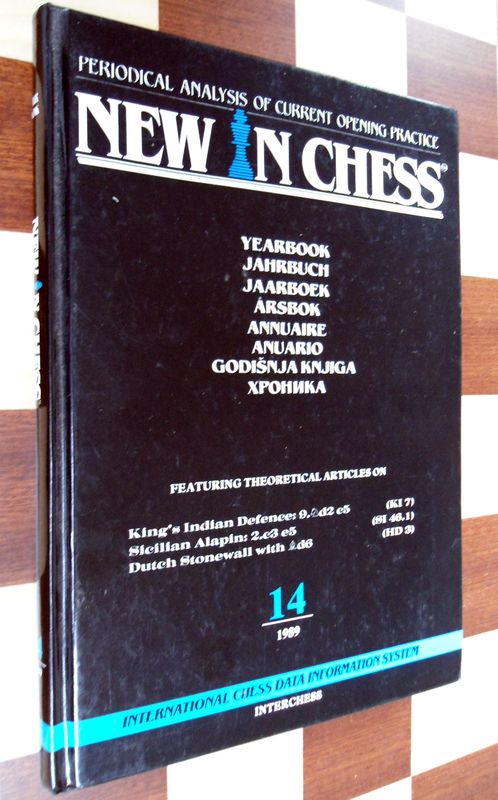 PERIODICAL ANALYSIS OF CURRENT OPENING PRACTICE
NEW IN CHESS®
YEARBOOK
JAHRBUCH
JAARBOEK
ÁRSBOK
ANNUAIRE
ANUARIO
GODIŠNJA KNJIGA
ХРОНИКА
FEATURING THEORETICAL ARTICLES ON
King's Indian Defence: 9.♘d2 c5 (KI 7)
Sicilian Alapin: 2.c3 e5 (SI 46.1)
Dutch Stonewall with ♗d6 (HD 3)
14
1989
INTERNATIONAL CHESS DATA INFORMATION SYSTEM
INTERCHESS
NEW IN CHESS